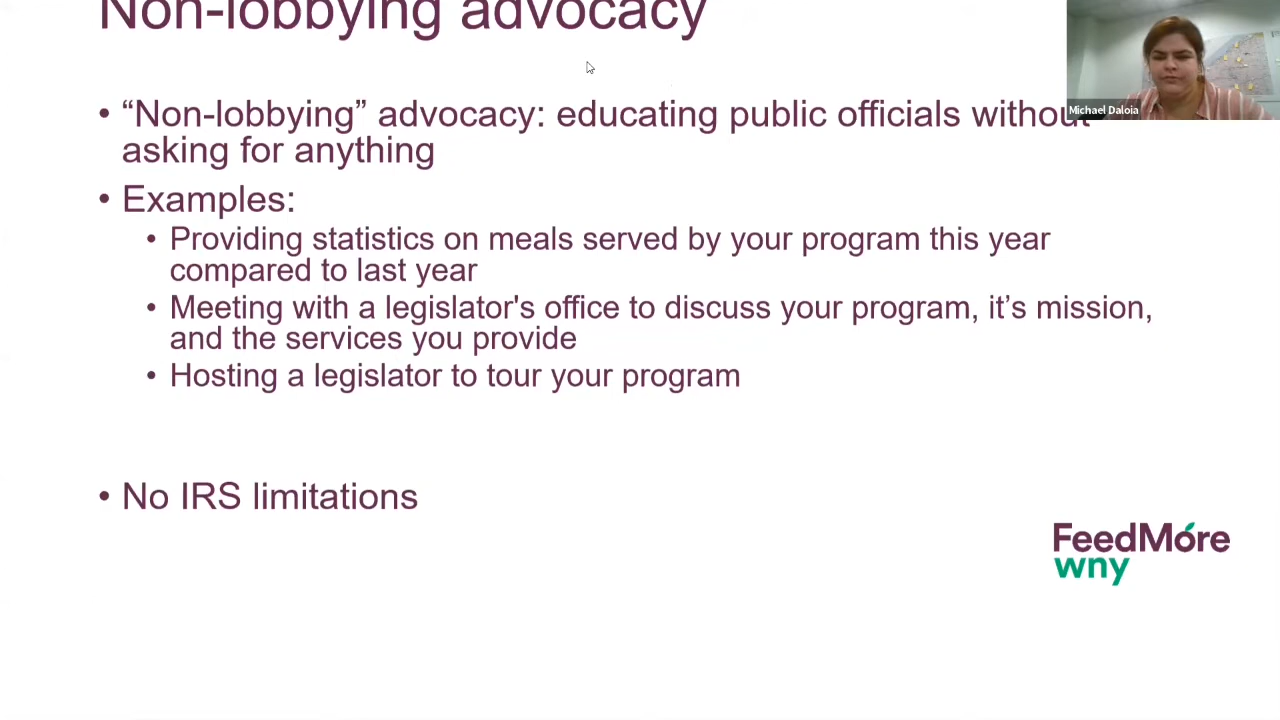 Non-lobbying advocacy
• “Non-lobbying” advocacy: educating public officials without
asking for anything
• Examples:
• Providing statistics on meals served by your program this year
compared to last year
• Meeting with a legislator's office to discuss your program, it’s mission,
and the services you provide
• Hosting a legislator to tour your program
• No IRS limitations
Michael Daloia
FeedMore
wny